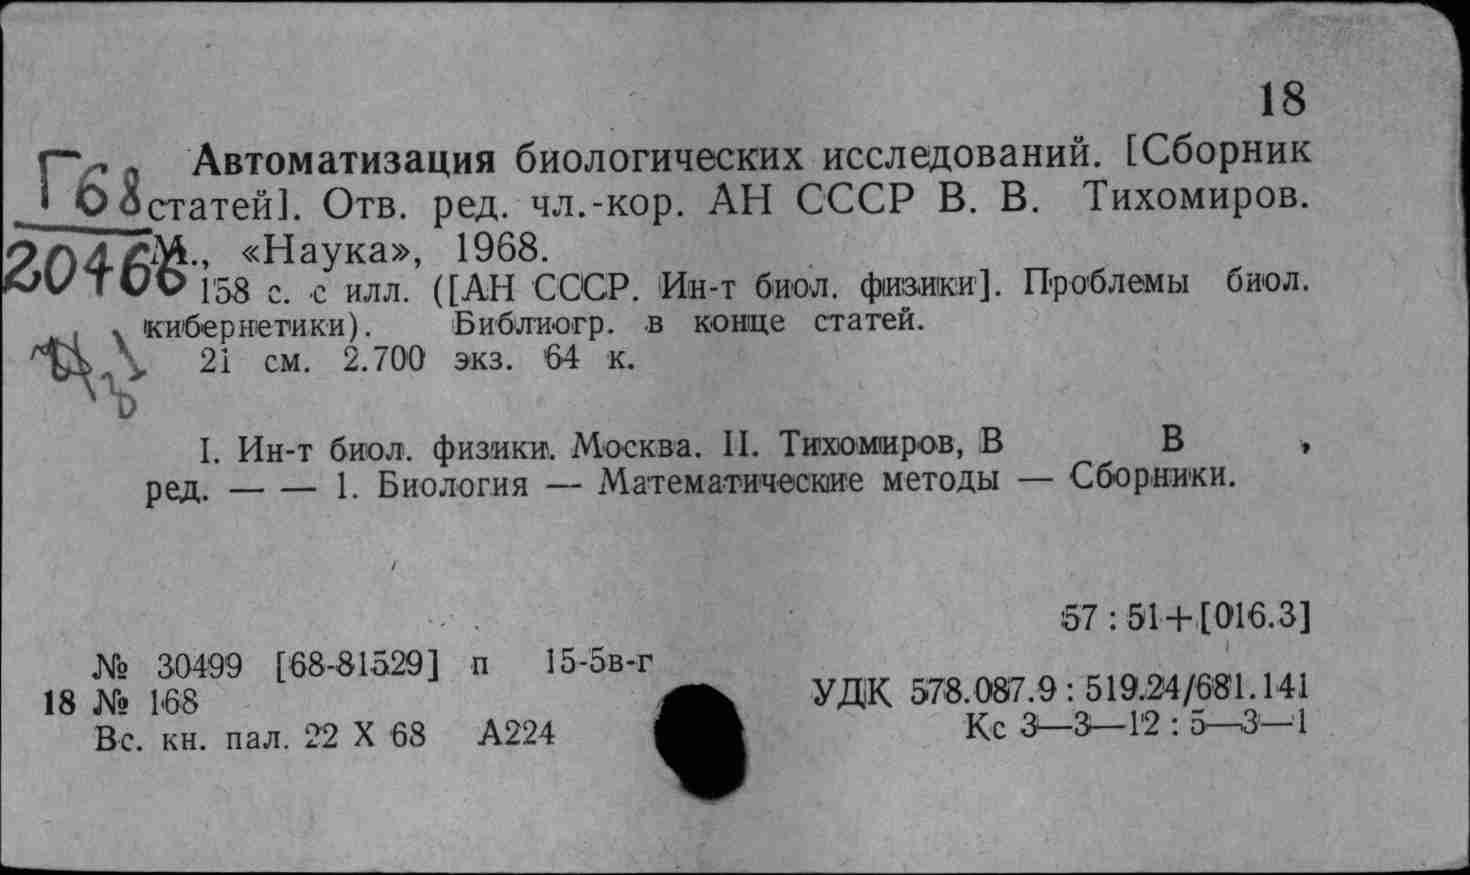 18
Автоматизация биологических исследований. [Сборник
Г68 статей]. Отв. ред. чл.-кор. АН СССР В. В. Тихомиров.
М., «Наука», 1968.
158 с. с илл. ([АН СССР. Ин-т биол. физики]. Проблемы биол.
кибернетики). Библиогр. в конце статей.
21 см. 2.700 экз. 64 к.
I. Ин-т биол. физики. Москва. II. Тихомиров, В В ,
ред. — — 1. Биология — Математические методы — Сборники.
57 : 51+[016.3]
№ 30499 [68-81529] п 15-5в-г
18 № 168
УДК 578.087.9 : 519.24/681.141
Вс. кн. пал. 22 X 68 А224
Кс 3—3—12 : 5—3—1